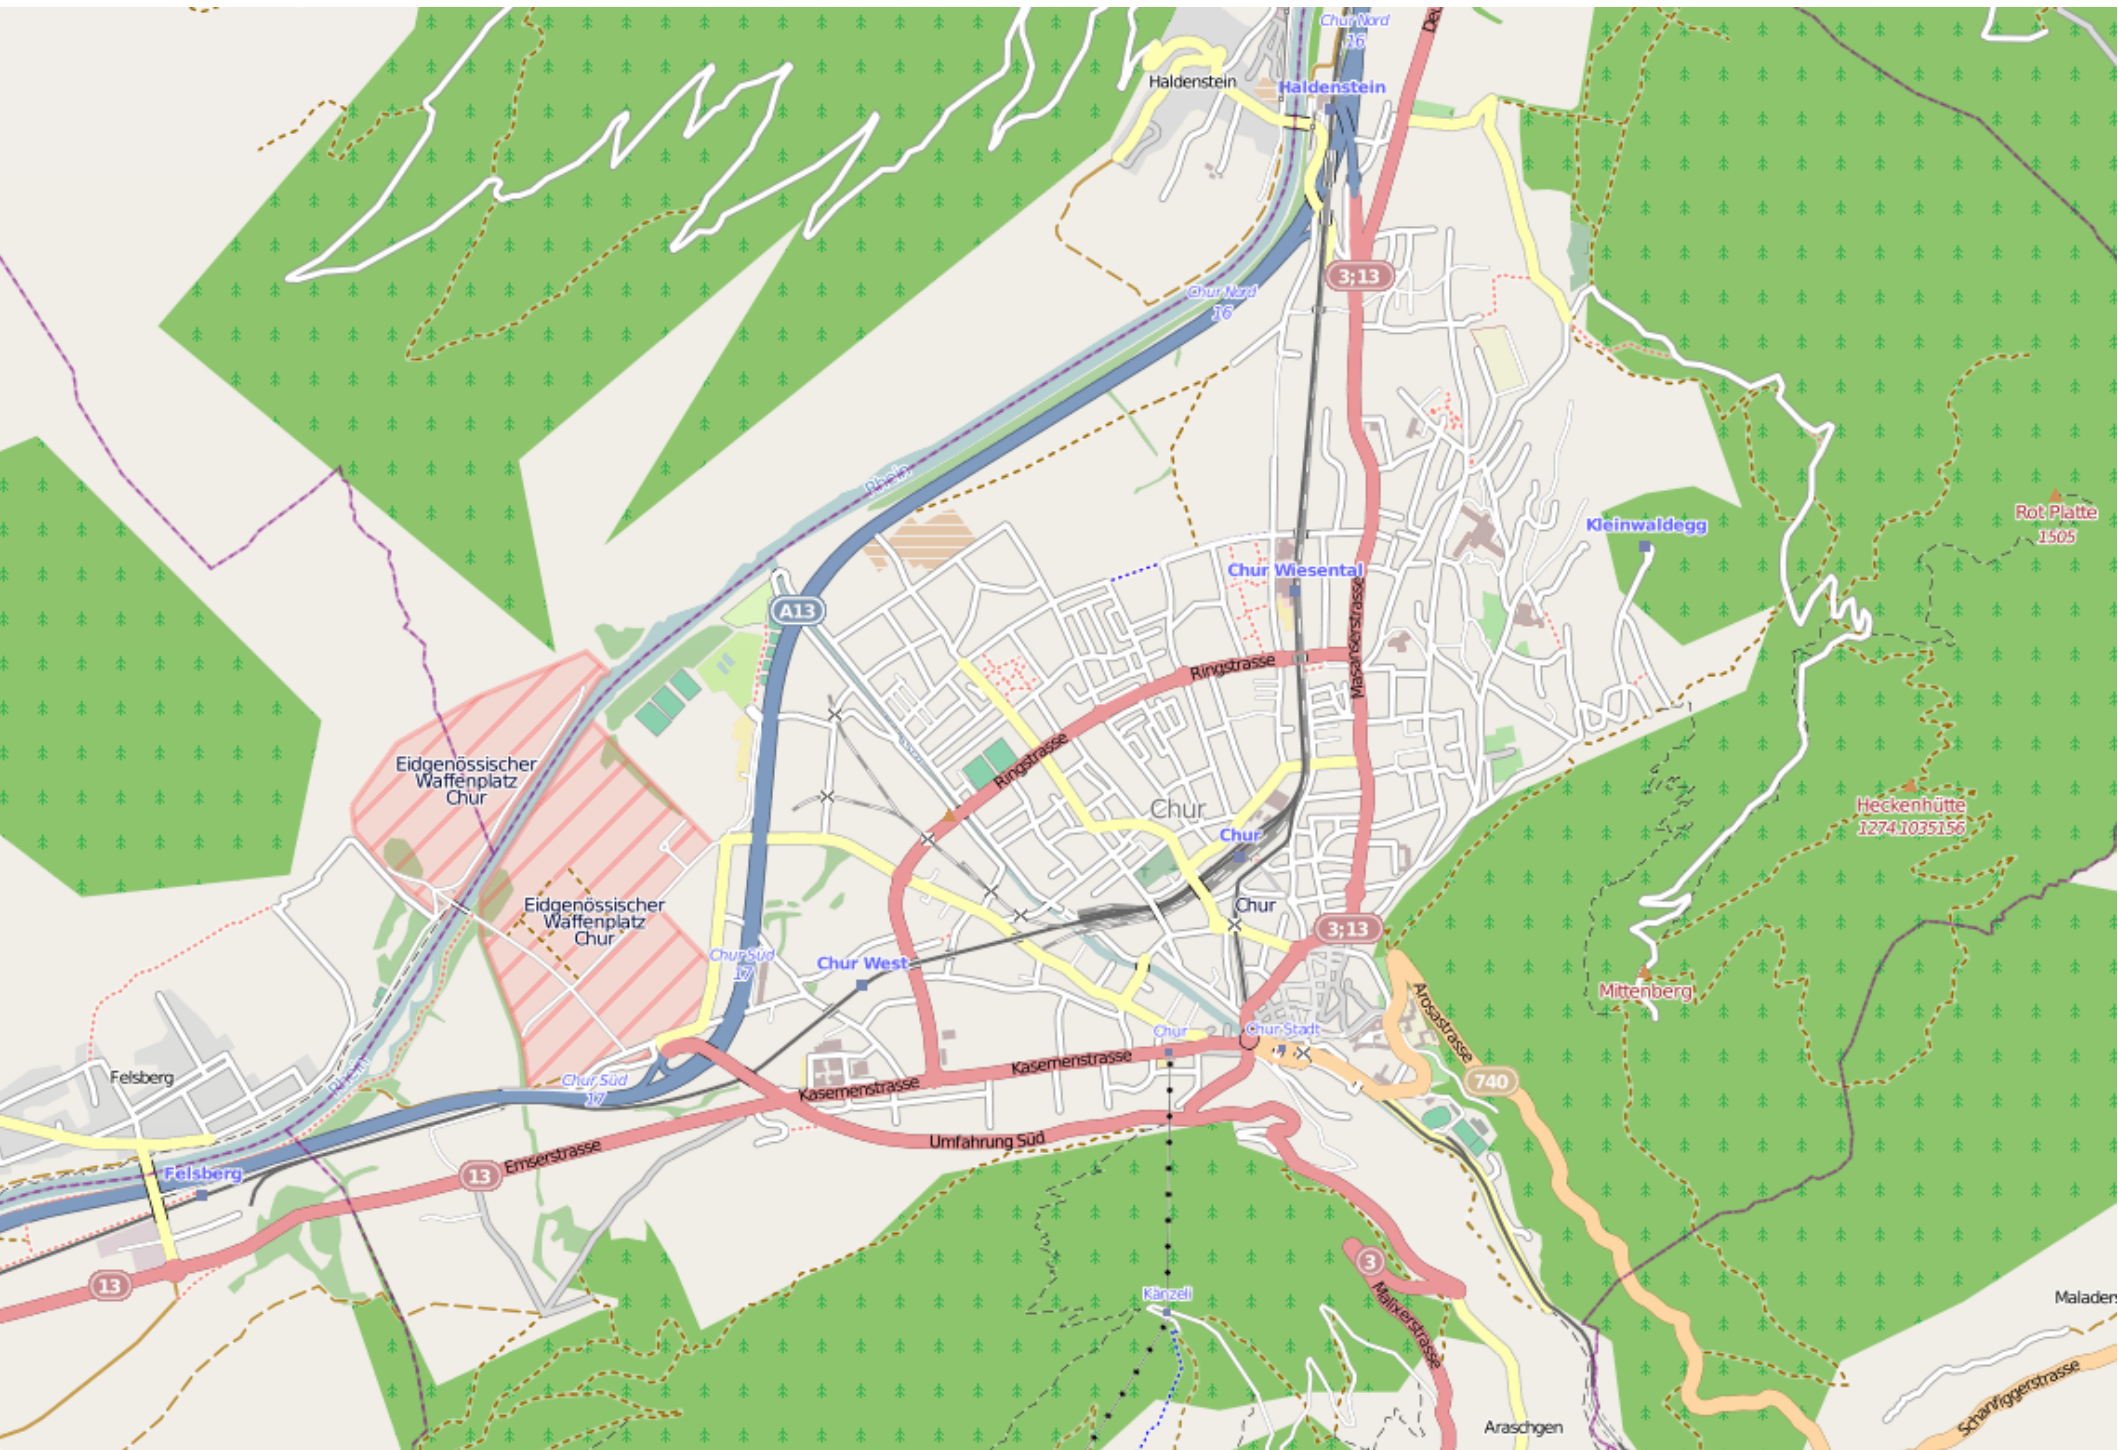 Chur Nord
16
Haldenstein
Haldenstein
3;13
Chur Nord
16
Rhein
Kleinwaldegg
Rot Platte
1505
Chur Wiesental
A13
Masanserstrasse
Ringstrasse
Ringstrasse
Eidgenössischer
Waffenplatz
Chur
Chur
Chur
Heckenhütte
1274.1035156
Eidgenössischer
Waffenplatz
Chur
Chur
3;13
Chur Süd
17
Chur West
Mittenberg
Arosastrasse
Chur
Chur Stadt
Kasernenstrasse
Kasernenstrasse
Felsberg
Rhein
Chur Süd
17
740
Umfahrung Süd
Emserstrasse
13
Felsberg
13
3
Känzeli
Malixerstrasse
Maladers
Araschgen
Schanfiggerstrasse